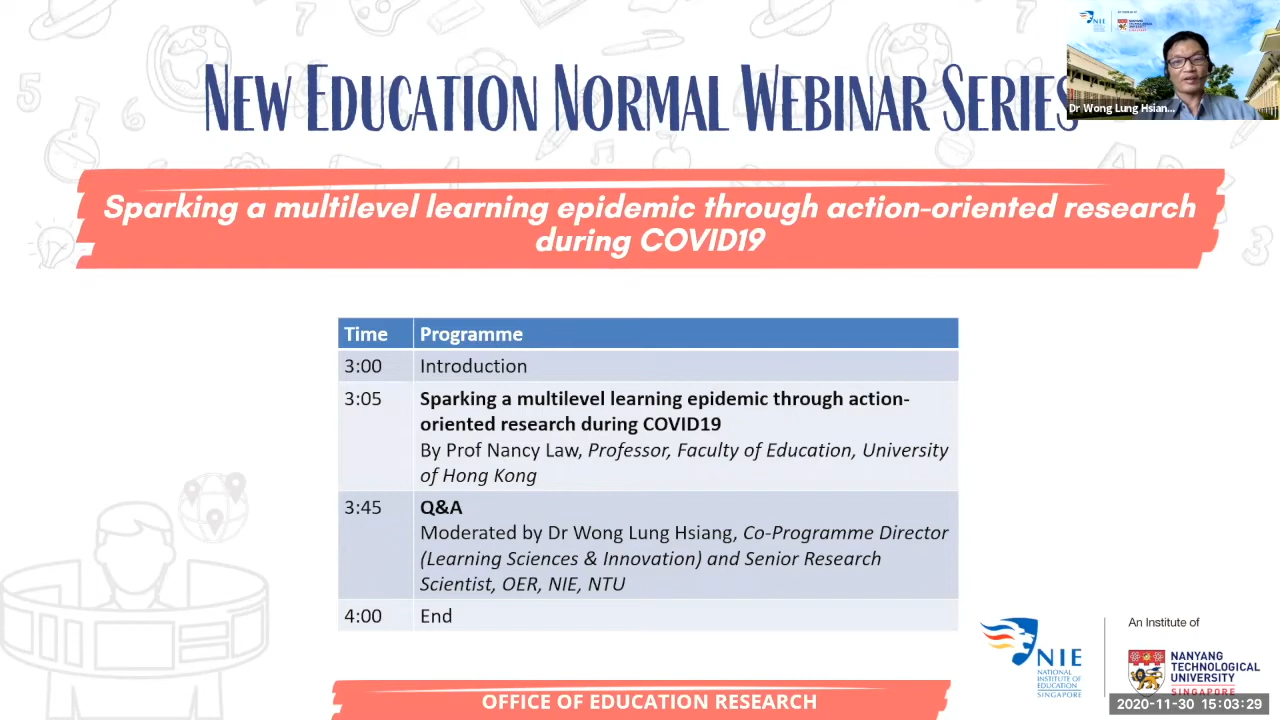 New Education Normal Webinar Series
Dr Wong Lung Hsian...
Sparking a multilevel learning epidemic through action-oriented research
during COVID19
Time Programme
3:00 Introduction
3:05 Sparking a multilevel learning epidemic through action-
oriented research during COVID19
By Prof Nancy Law, Professor, Faculty of Education, University
of Hong Kong
3:45 Q&A
Moderated by Dr Wong Lung Hsiang, Co-Programme Director
(Learning Sciences & Innovation) and Senior Research
Scientist, OER, NIE, NTU
4:00 End
NIE
NATIONAL
INSTITUTE OF
EDUCATION
SINGAPORE
An Institute of
NANYANG
TECHNOLOGICAL
UNIVERSITY
SINGAPORE
OFFICE OF EDUCATION RESEARCH
2020-11-30 15:03:29